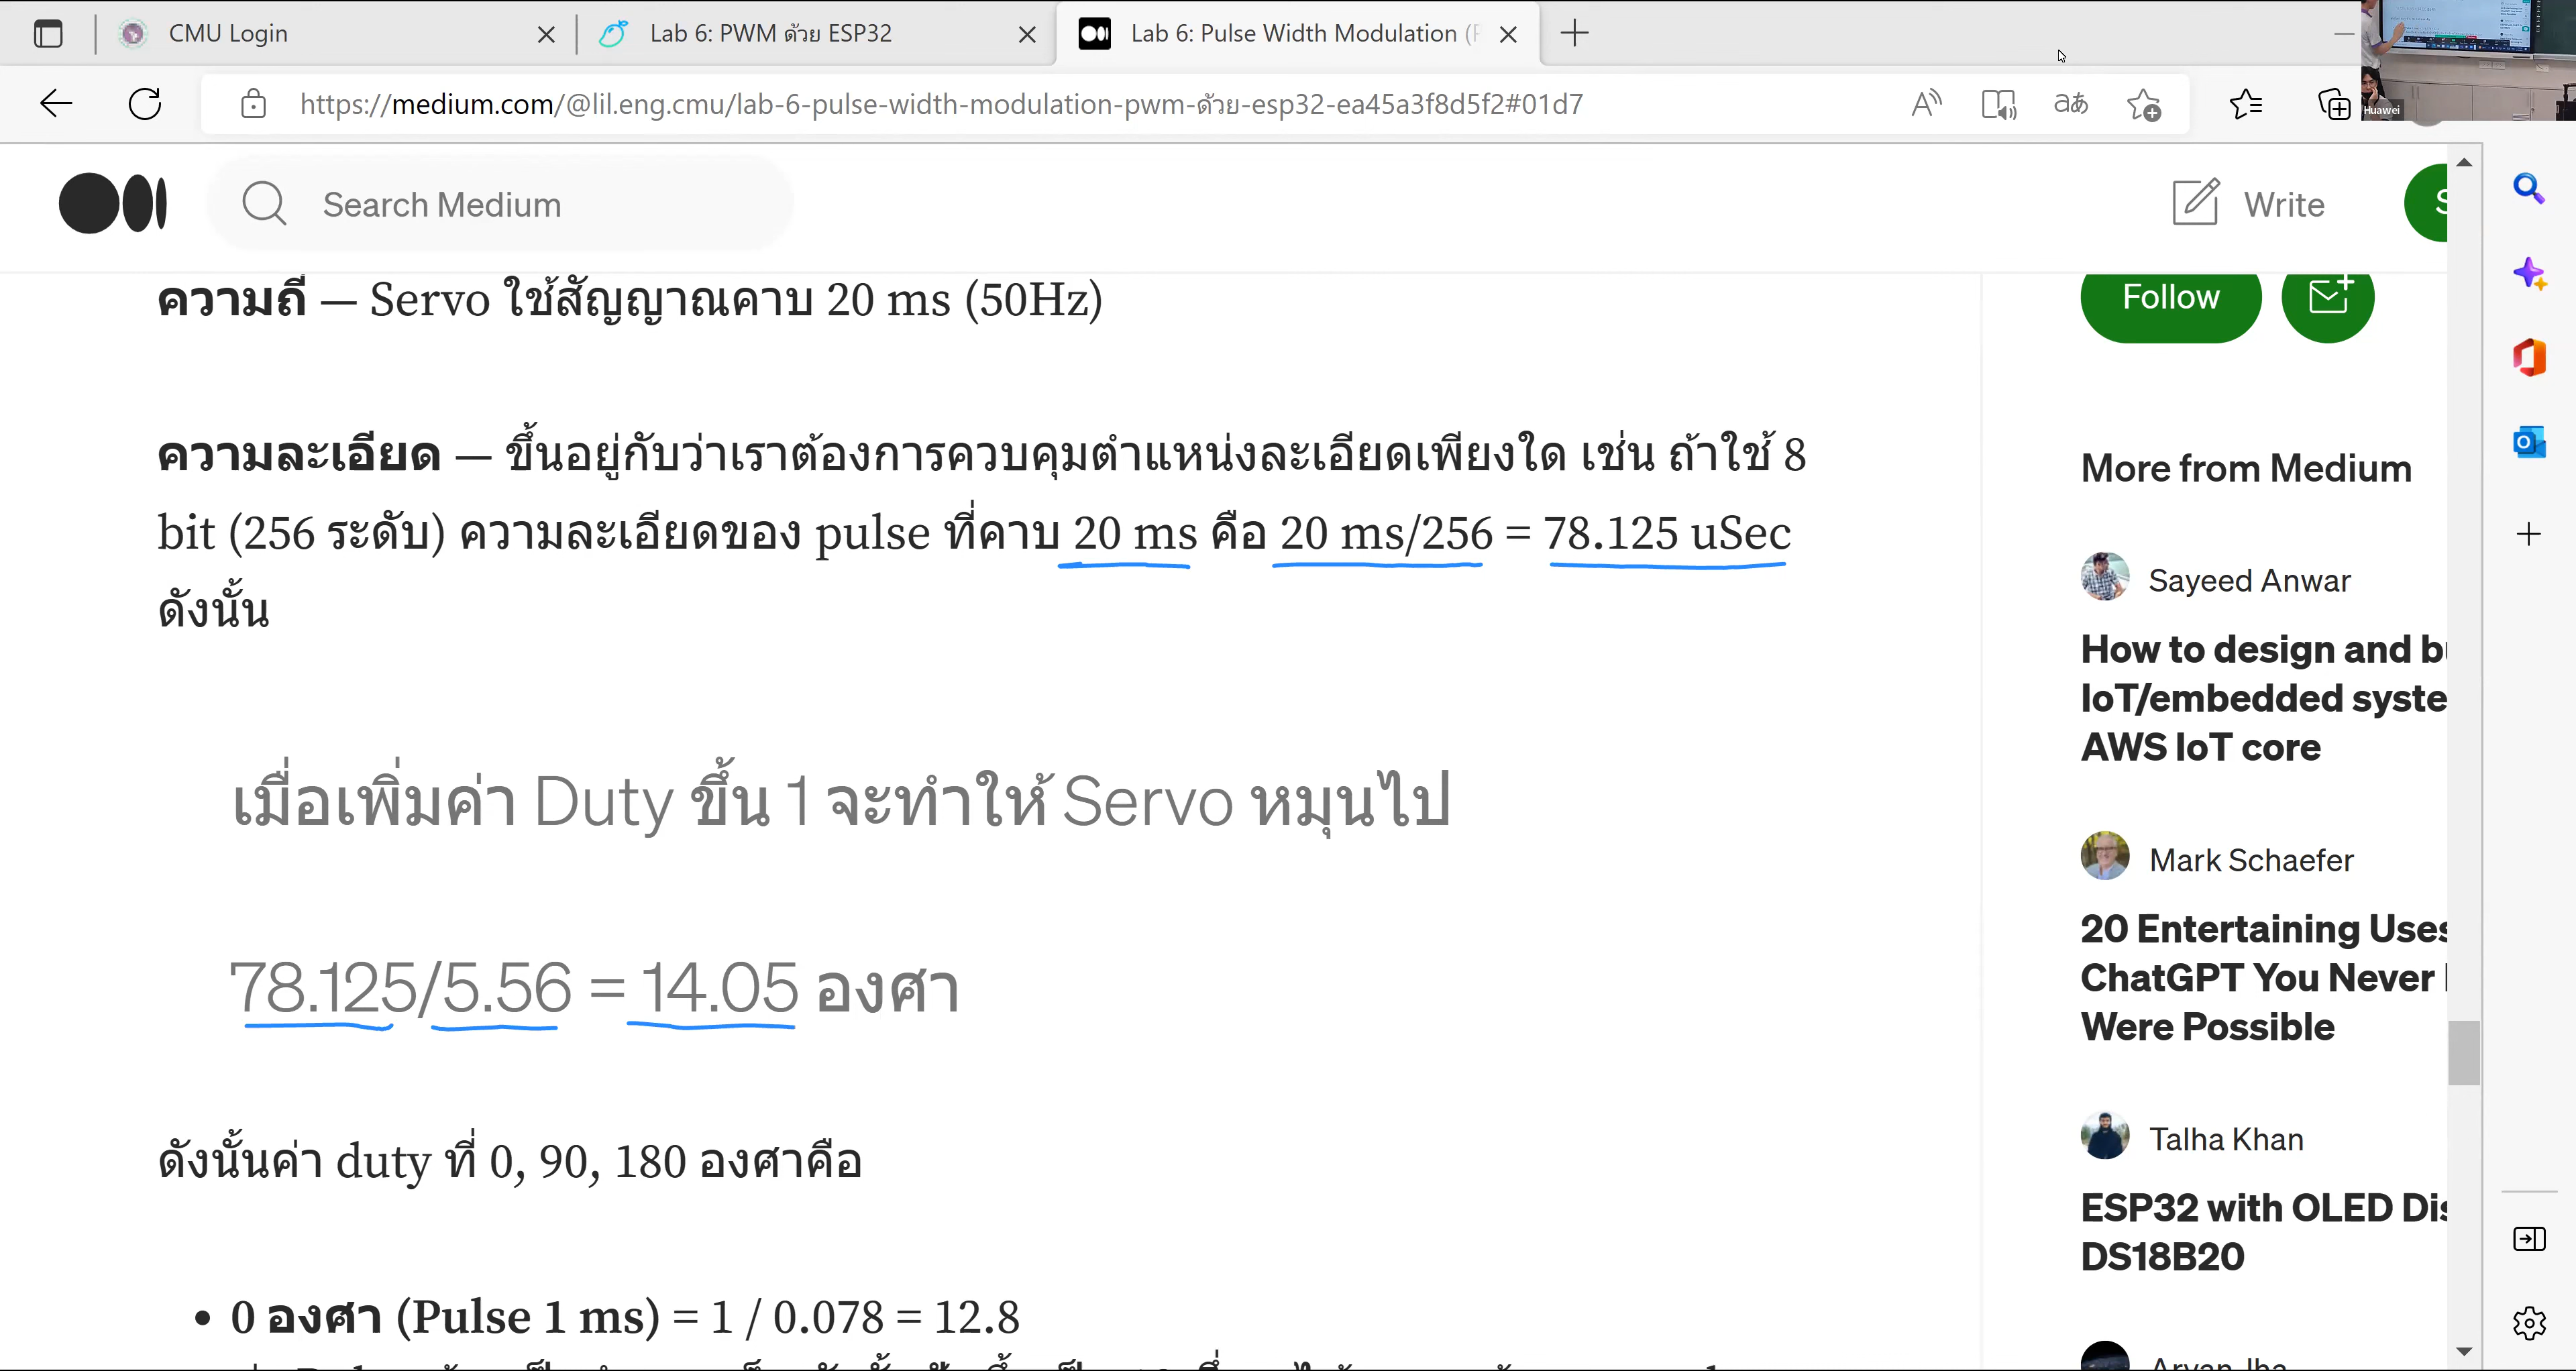 CMU Login
Lab 6: PWM ด้วย ESP32
Lab 6: Pulse Width Modulation (P
https://medium.com/@lil.eng.cmu/lab-6-pulse-width-modulation-pwm-ด้วย-esp32-ea45a3f8d5f2#01d7
Huawei
Search Medium
Write
S
ความถี่ — Servo ใช้สัญญาณคาบ 20 ms (50Hz)
ความละเอียด — ขึ้นอยู่กับว่าเราต้องการควบคุมตำแหน่งละเอียดเพียงใด เช่น ถ้าใช้ 8
bit (256 ระดับ) ความละเอียดของ pulse ที่คาบ 20 ms คือ 20 ms/256 = 78.125 uSec
ดังนั้น
เมื่อเพิ่มค่า Duty ขึ้น 1 จะทำให้ Servo หมุนไป
78.125/5.56 = 14.05 องศา
ดังนั้นค่า duty ที่ 0, 90, 180 องศาคือ
• 0 องศา (Pulse 1 ms) = 1 / 0.078 = 12.8
Follow
More from Medium
Sayeed Anwar
How to design and bu
IoT/embedded syste
AWS IoT core
Mark Schaefer
20 Entertaining Uses
ChatGPT You Never
Were Possible
Talha Khan
ESP32 with OLED Dis
DS18B20